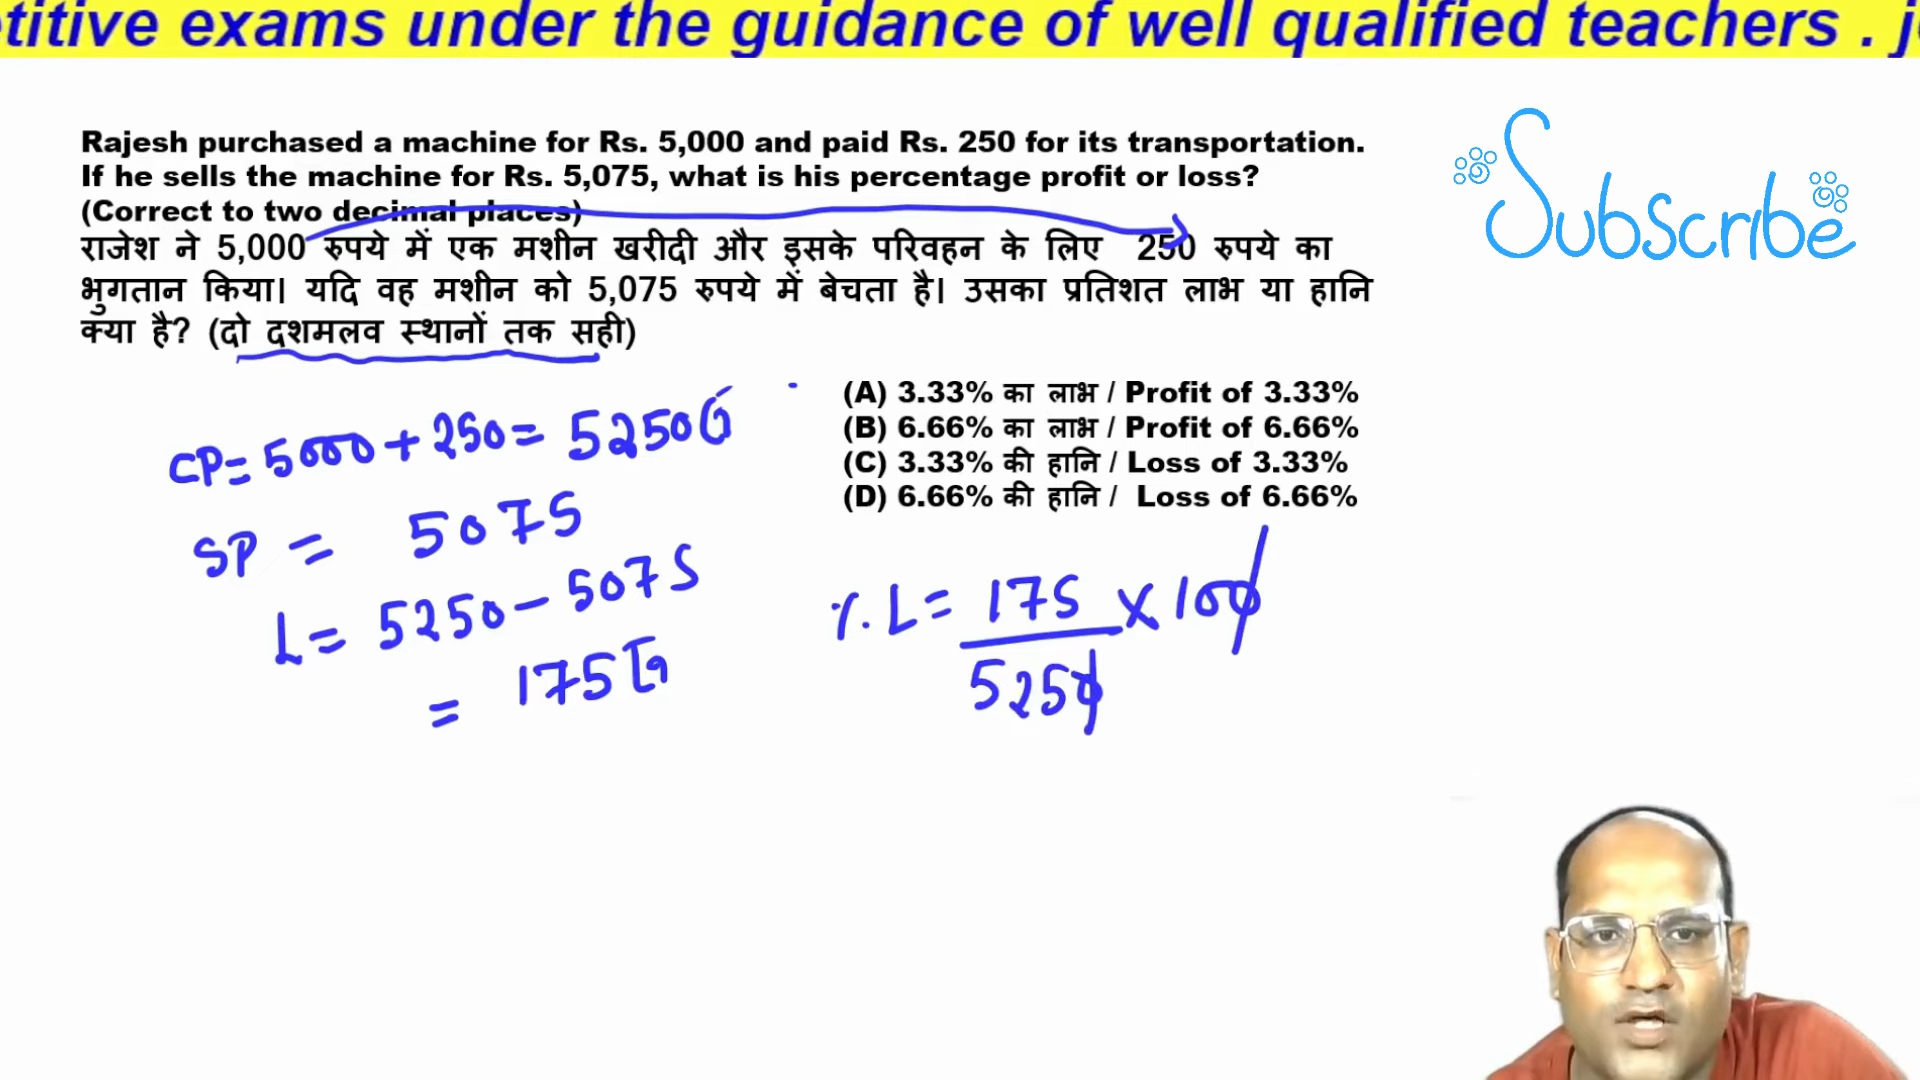 titive exams under the guidance of well qualified teachers . j
Rajesh purchased a machine for Rs. 5,000 and paid Rs. 250 for its transportation.
If he sells the machine for Rs. 5,075, what is his percentage profit or loss?
(Correct to two decimal places)
राजेश ने 5,000 रुपये में एक मशीन खरीदी और इसके परिवहन के लिए 250 रुपये का
भुगतान किया। यदि वह मशीन को 5,075 रुपये में बेचता है। उसका प्रतिशत लाभ या हानि
क्या है? (दो दशमलव स्थानों तक सही)
Subscribe
CP= 5000 + 250 = 5250
SP = 5075
L= 5250 - 5075
= 175
(A) 3.33% का लाभ / Profit of 3.33%
(B) 6.66% का लाभ / Profit of 6.66%
(C) 3.33% की हानि / Loss of 3.33%
(D) 6.66% की हानि / Loss of 6.66%
%. L = 175 × 100
5250